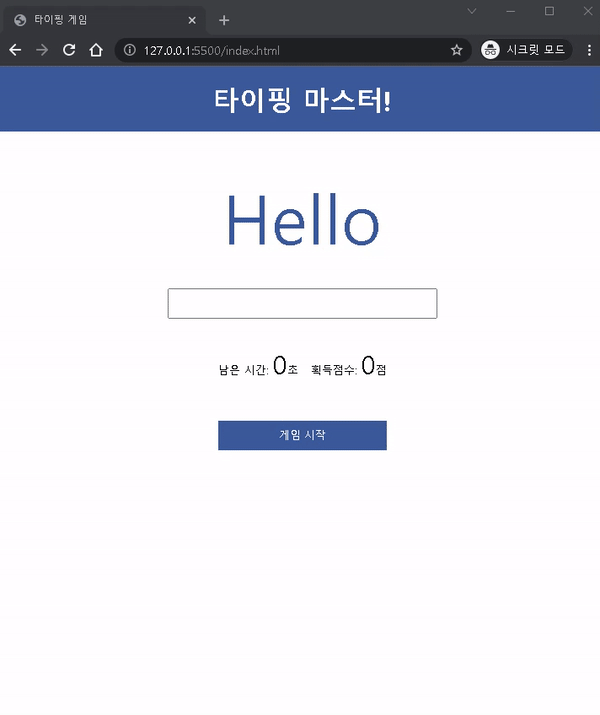 타이핑 게임
127.0.0.1:5500/index.html
시크릿 모드
타이핑 마스터!
Hello
남은 시간: 0초 획득점수: 0점
게임 시작